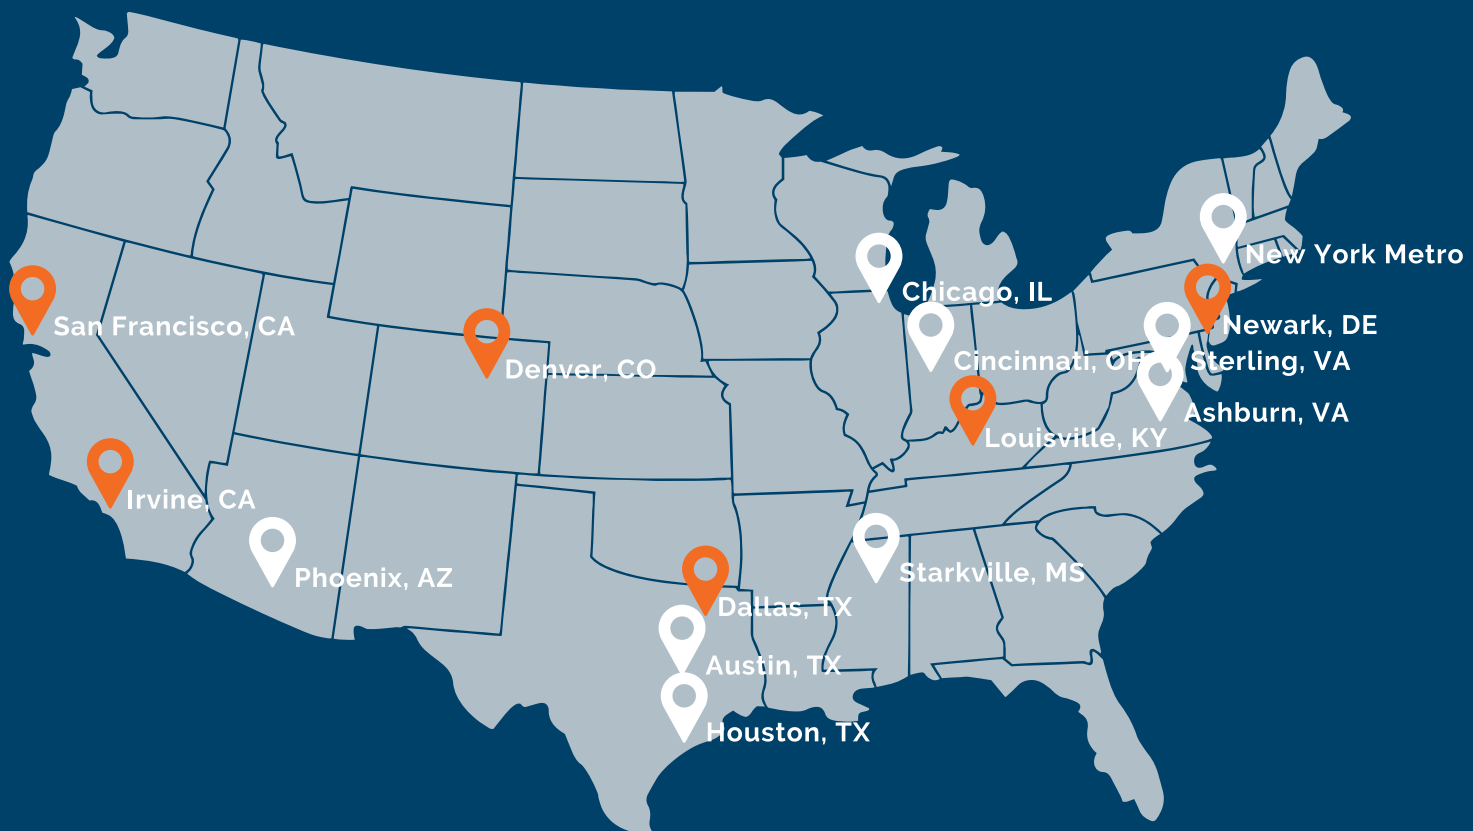 New York Metro
Chicago, IL
San Francisco, CA
Newark, DE
Denver, CO
Cincinnati, OH
Sterling, VA
Ashburn, VA
Louisville, KY
Irvine, CA
Phoenix, AZ
Starkville, MS
Dallas, TX
Austin, TX
Houston, TX